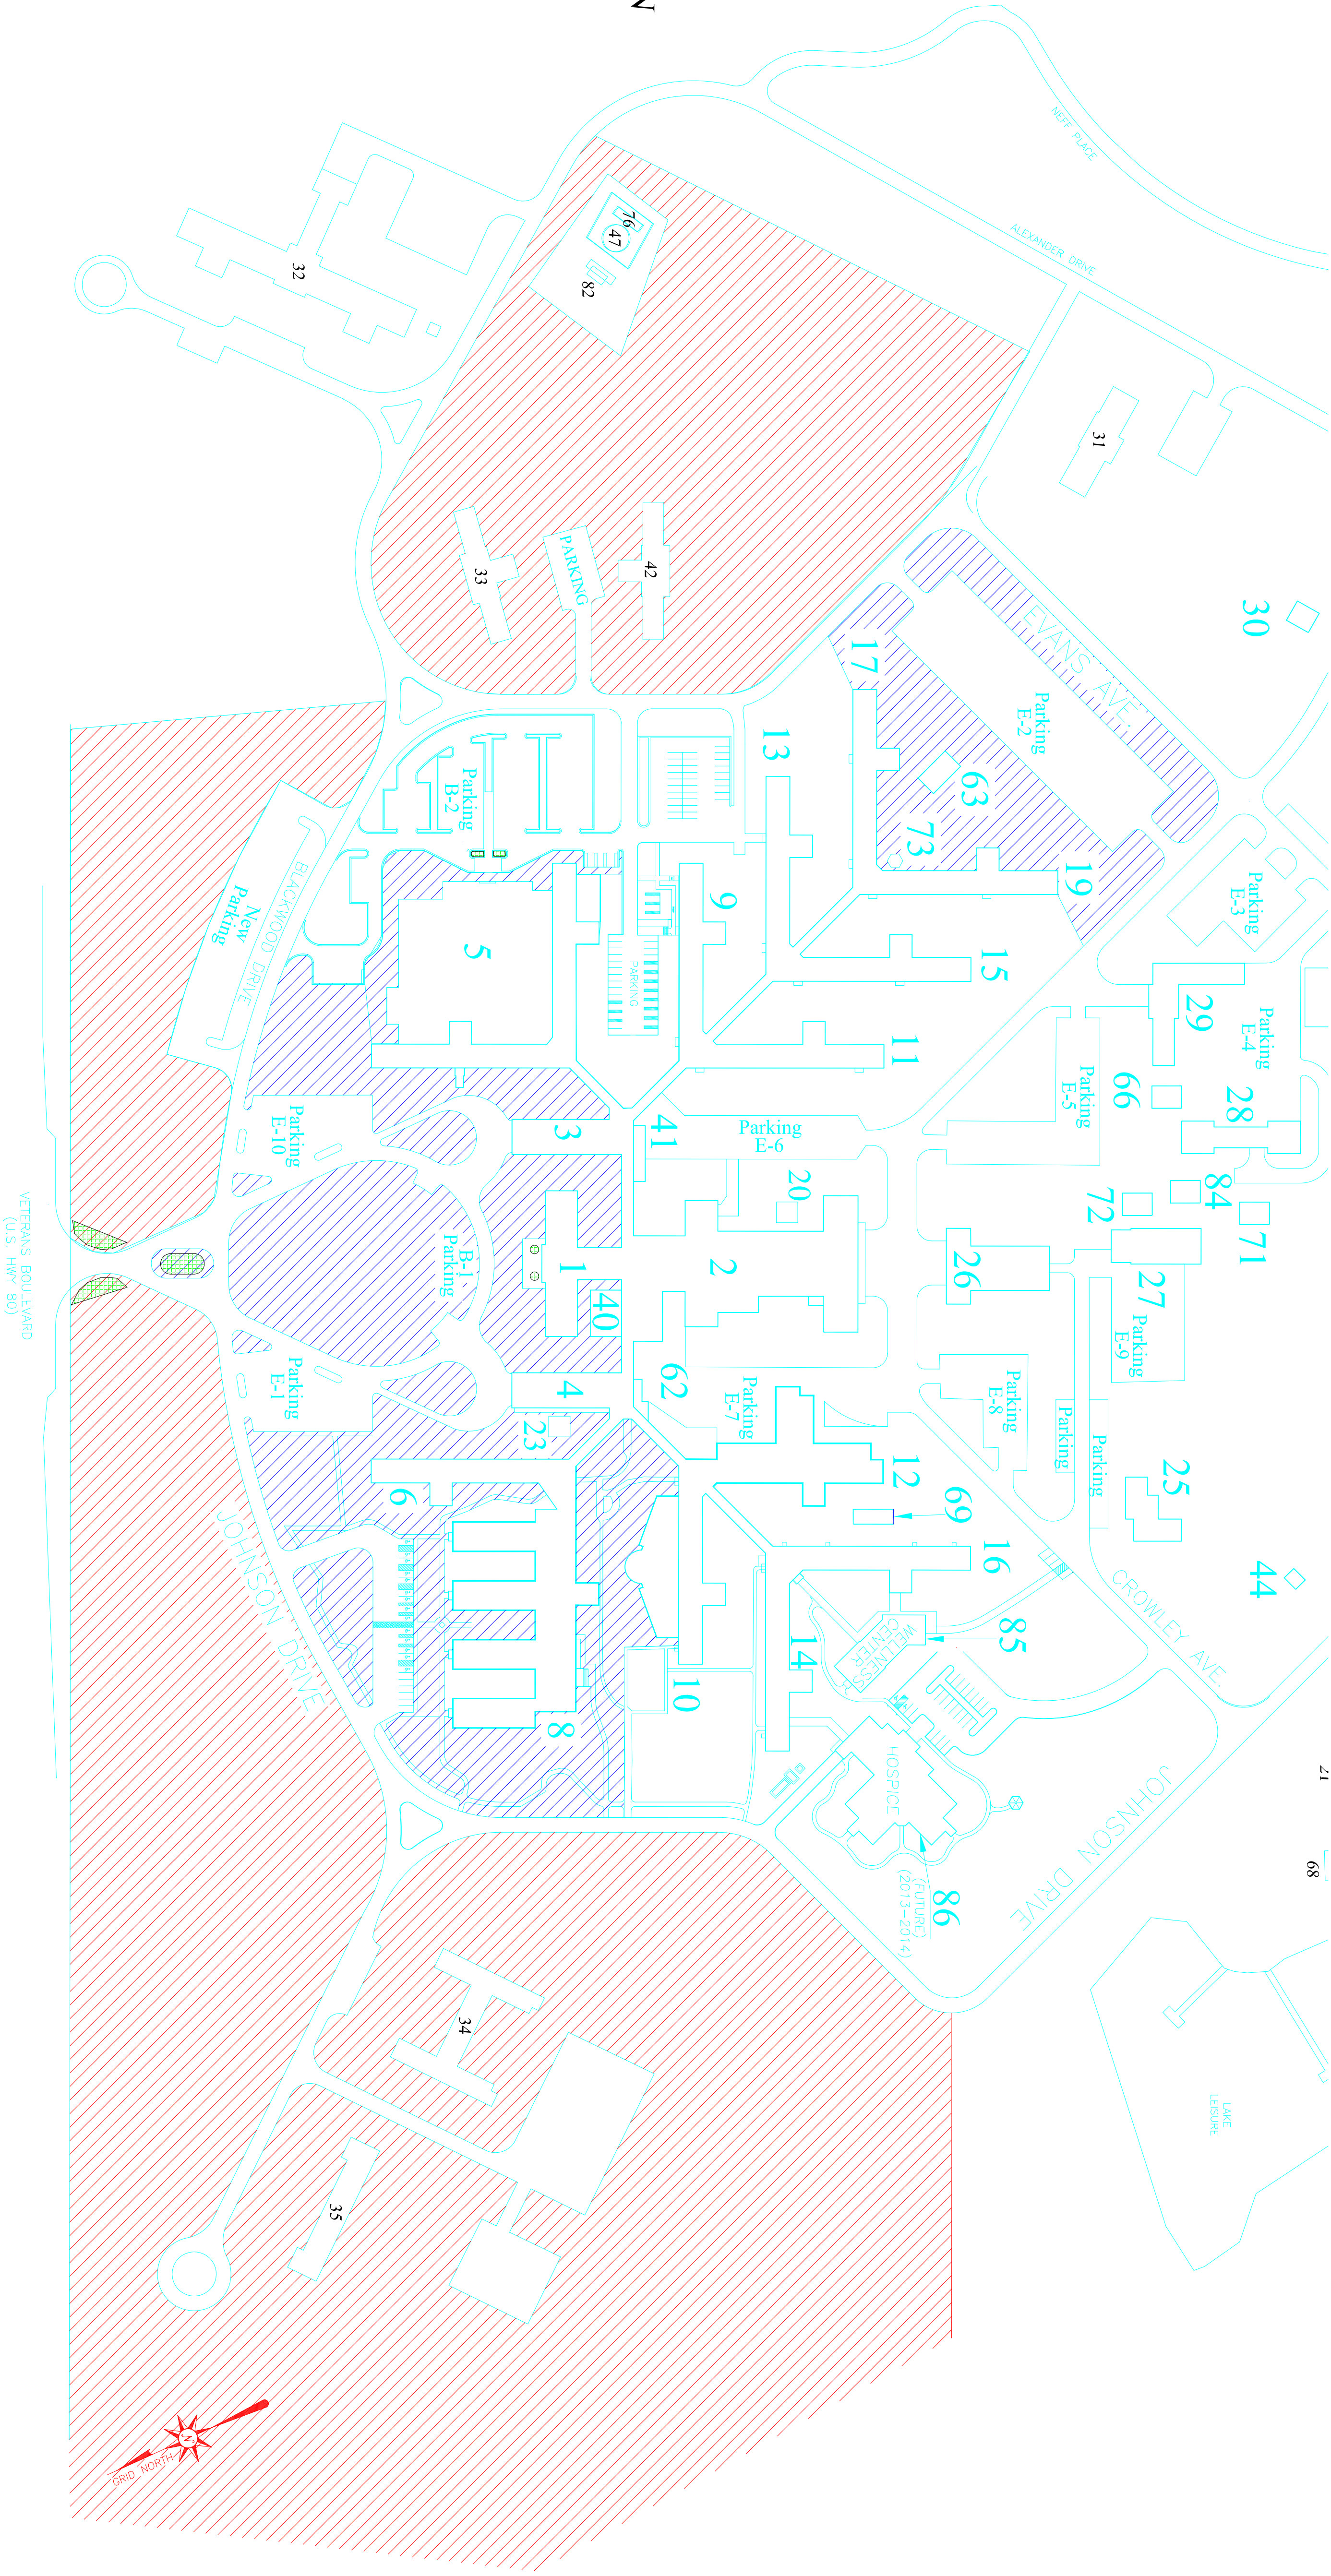 N
NEFF PLACE
ALEXANDER DRIVE
76
47
82
32
31
30
33
PARKING
42
EVANS AVE.
17
Parking
E-2
13
63
73
19
Parking
E-3
Parking
B-2
9
15
5
PARKING
11
29
Parking
E-4
New
Parking
BLACKWOOD DRIVE
Parking
E-5
66
28
Parking
E-10
3
41
Parking
E-6
20
84
72
71
B-1
Parking
1
40
2
26
27
Parking
E-9
VETERANS BOULEVARD
(U.S. HWY 80)
Parking
E-1
4
62
Parking
E-7
Parking
E-8
Parking
Parking
23
25
6
12
69
16
44
CROWLEY AVE.
JOHNSON DRIVE
85
WELLNESS
CENTER
14
10
8
HOSPICE
86
(FUTURE)
(2013-2014)
JOHNSON DRIVE
21
68
LAKE
LEISURE
34
35
N
GRID NORTH